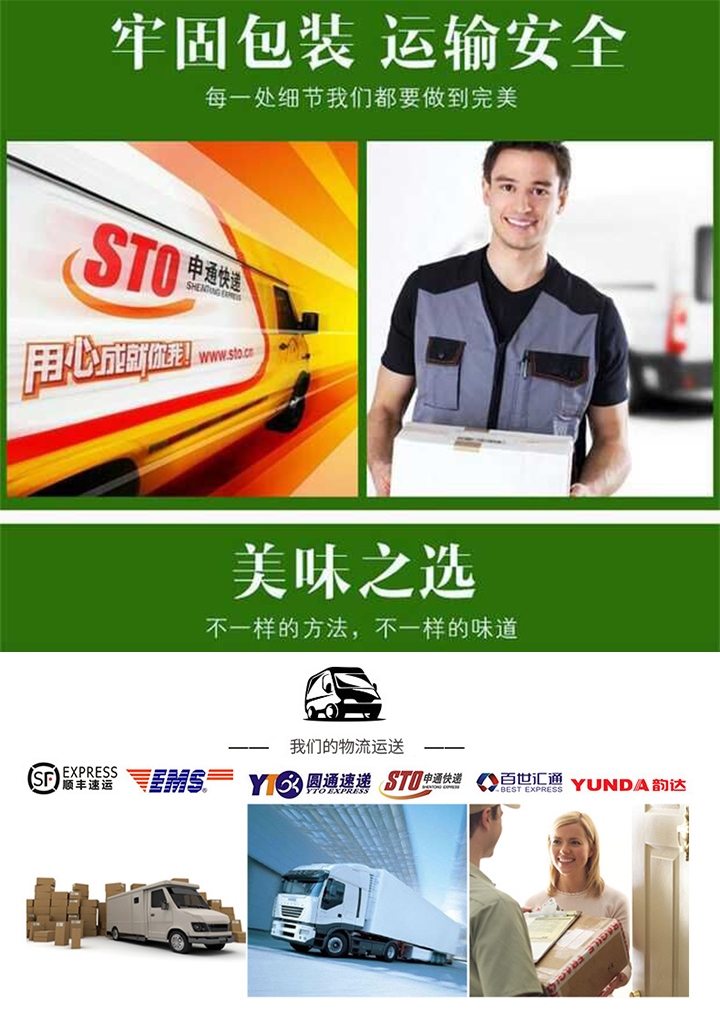 牢固包装 运输安全
每一处细节我们都要做到完美
STO 申通快递
SHENTONG EXPRESS
用心成就你我！ www.sto.cn
美味之选
不一样的方法，不一样的味道
我们的物流运送
SF EXPRESS 顺丰速运
EMS®
YTO 圆通速递 YTO EXPRESS
STO 申通快递 SHENTONG EXPRESS
百世汇通 BEST EXPRESS
YUNDA 韵达
FRAGILE